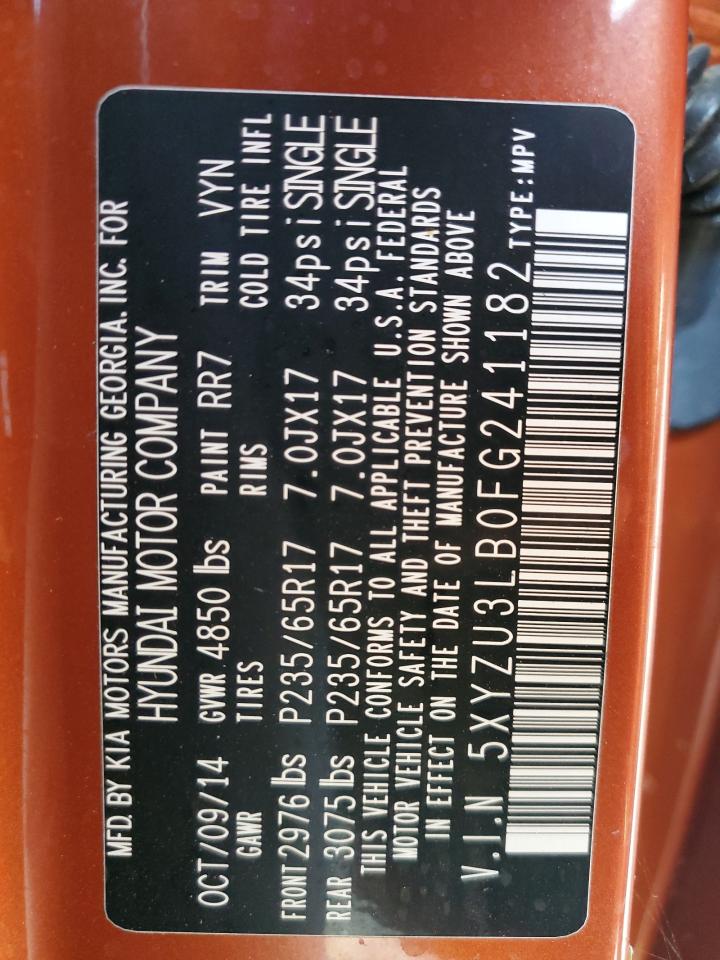 MFD. BY KIA MOTORS MANUFACTURING GEORGIA. INC. FOR
HYUNDAI MOTOR COMPANY
OCT/09/14 GVWR 4850 lbs PAINT RR7 TRIM VYN
GAWR TIRES RIMS COLD TIRE INFL
FRONT 2976 lbs P235/65R17 7.0JX17 34psi SINGLE
REAR 3075 lbs P235/65R17 7.0JX17 34psi SINGLE
THIS VEHICLE CONFORMS TO ALL APPLICABLE U.S.A. FEDERAL
MOTOR VEHICLE SAFETY AND THEFT PREVENTION STANDARDS
IN EFFECT ON THE DATE OF MANUFACTURE SHOWN ABOVE
V.I.N 5XYZU3LB0FG241182 TYPE:MPV